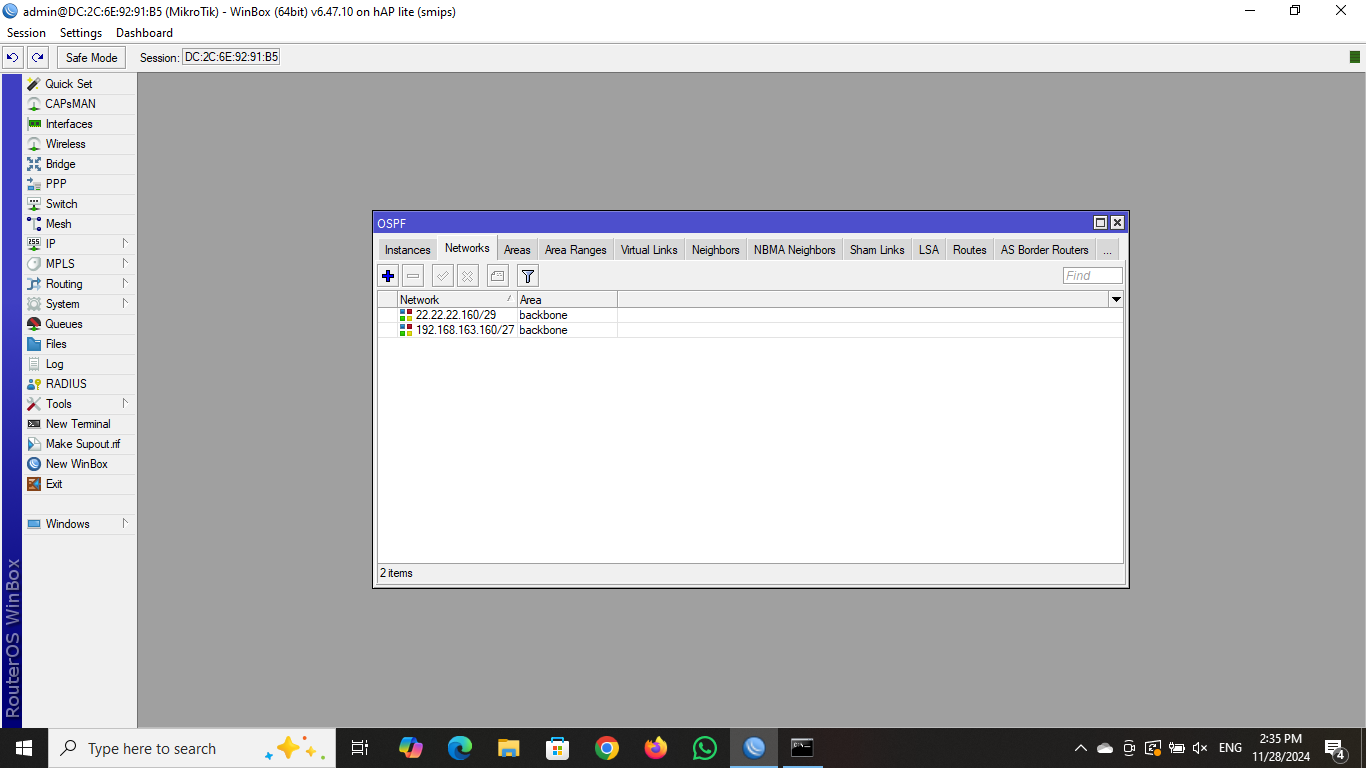 admin@DC:2C:6E:92:91:B5 (MikroTik) - WinBox (64bit) v6.47.10 on hAP lite (smips)
Session Settings Dashboard
Safe Mode Session: DC:2C:6E:92:91:B5
Quick Set
CAPsMAN
Interfaces
Wireless
Bridge
PPP
Switch
Mesh
IP
MPLS
Routing
System
Queues
Files
Log
RADIUS
Tools
New Terminal
Make Supout.rif
New WinBox
Exit
Windows
RouterOS WinBox
OSPF
Instances Networks Areas Area Ranges Virtual Links Neighbors NBMA Neighbors Sham Links LSA Routes AS Border Routers ...
Find
Network Area
22.22.22.160/29 backbone
192.168.163.160/27 backbone
2 items
Type here to search
ENG
2:35 PM
11/28/2024
4